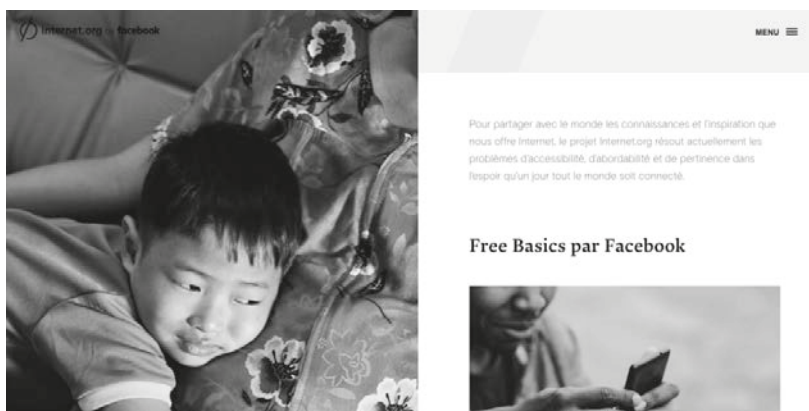 internet.org by facebook
MENU
Pour partager avec le monde les connaissances et l'inspiration que
nous offre Internet, le projet Internet.org résout actuellement les
problèmes d'accessibilité, d'abordabilité et de pertinence dans
l'espoir qu'un jour tout le monde soit connecté.
Free Basics par Facebook